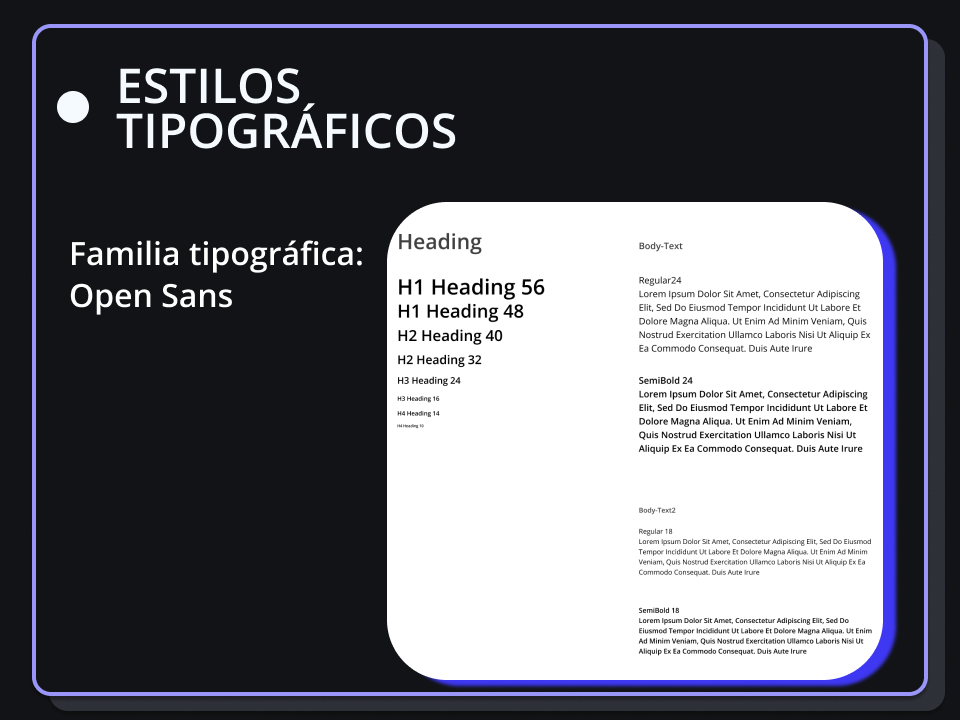 ESTILOS
TIPOGRÁFICOS
Familia tipográfica:
Open Sans
Heading
H1 Heading 56
H1 Heading 48
H2 Heading 40
H2 Heading 32
H3 Heading 24
H3 Heading 16
H4 Heading 14
H4 Heading 10
Body-Text
Regular24
Lorem Ipsum Dolor Sit Amet, Consectetur Adipiscing
Elit, Sed Do Eiusmod Tempor Incididunt Ut Labore Et
Dolore Magna Aliqua. Ut Enim Ad Minim Veniam, Quis
Nostrud Exercitation Ullamco Laboris Nisi Ut Aliquip Ex
Ea Commodo Consequat. Duis Aute Irure
SemiBold 24
Lorem Ipsum Dolor Sit Amet, Consectetur Adipiscing
Elit, Sed Do Eiusmod Tempor Incididunt Ut Labore Et
Dolore Magna Aliqua. Ut Enim Ad Minim Veniam,
Quis Nostrud Exercitation Ullamco Laboris Nisi Ut
Aliquip Ex Ea Commodo Consequat. Duis Aute Irure
Body-Text2
Regular 18
Lorem Ipsum Dolor Sit Amet, Consectetur Adipiscing Elit, Sed Do Eiusmod
Tempor Incididunt Ut Labore Et Dolore Magna Aliqua. Ut Enim Ad Minim
Veniam, Quis Nostrud Exercitation Ullamco Laboris Nisi Ut Aliquip Ex Ea
Commodo Consequat. Duis Aute Irure
SemiBold 18
Lorem Ipsum Dolor Sit Amet, Consectetur Adipiscing Elit, Sed Do
Eiusmod Tempor Incididunt Ut Labore Et Dolore Magna Aliqua. Ut Enim
Ad Minim Veniam, Quis Nostrud Exercitation Ullamco Laboris Nisi Ut
Aliquip Ex Ea Commodo Consequat. Duis Aute Irure